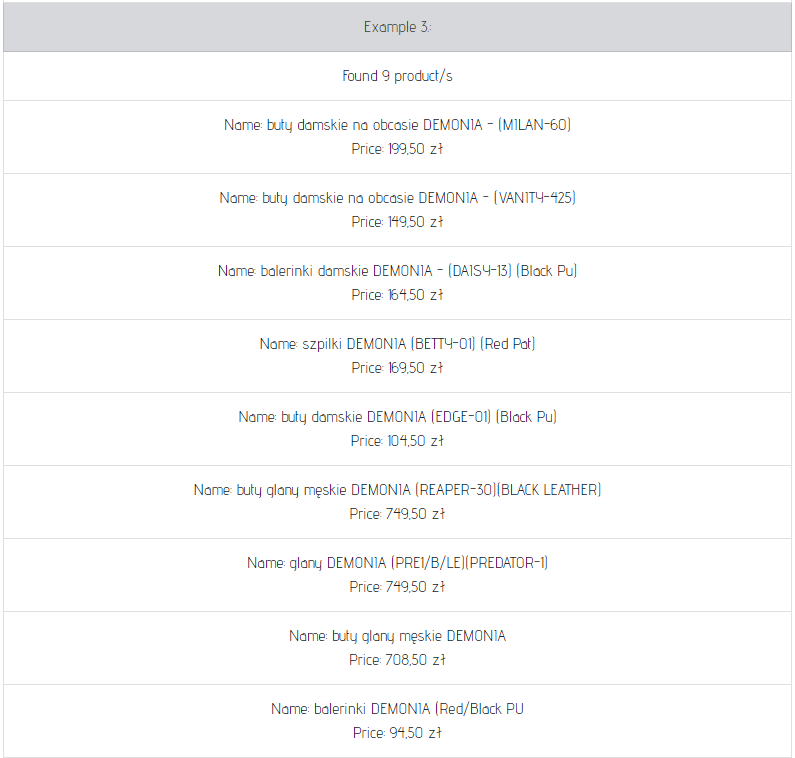 Example 3.:
Found 9 product/s
Name: buty damskie na obcasie DEMONIA - (MILAN-60)
Price: 199,50 zł
Name: buty damskie na obcasie DEMONIA - (VANITY-425)
Price: 149,50 zł
Name: balerinki damskie DEMONIA - (DAISY-13) (Black Pu)
Price: 164,50 zł
Name: szpilki DEMONIA (BETTY-01) (Red Pat)
Price: 169,50 zł
Name: buty damskie DEMONIA (EDGE-01) (Black Pu)
Price: 104,50 zł
Name: buty glany męskie DEMONIA (REAPER-30)(BLACK LEATHER)
Price: 749,50 zł
Name: glany DEMONIA (PRE1/B/LE)(PREDATOR-1)
Price: 749,50 zł
Name: buty glany męskie DEMONIA
Price: 708,50 zł
Name: balerinki DEMONIA (Red/Black PU
Price: 94,50 zł